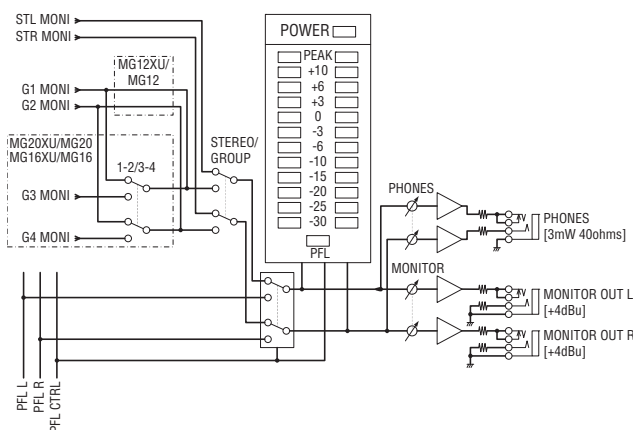 STL MONI
STR MONI
MG12XU/
MG12
G1 MONI
G2 MONI
MG20XU/MG20
MG16XU/MG16
1-2/3-4
G3 MONI
G4 MONI
STEREO/
GROUP
POWER
PEAK
+10
+6
+3
0
-3
-6
-10
-15
-20
-25
-30
PFL
PHONES
PHONES
[3mW 40ohms]
MONITOR
MONITOR OUT L
[+4dBu]
MONITOR OUT R
[+4dBu]
PFL L
PFL R
PFL CTRL